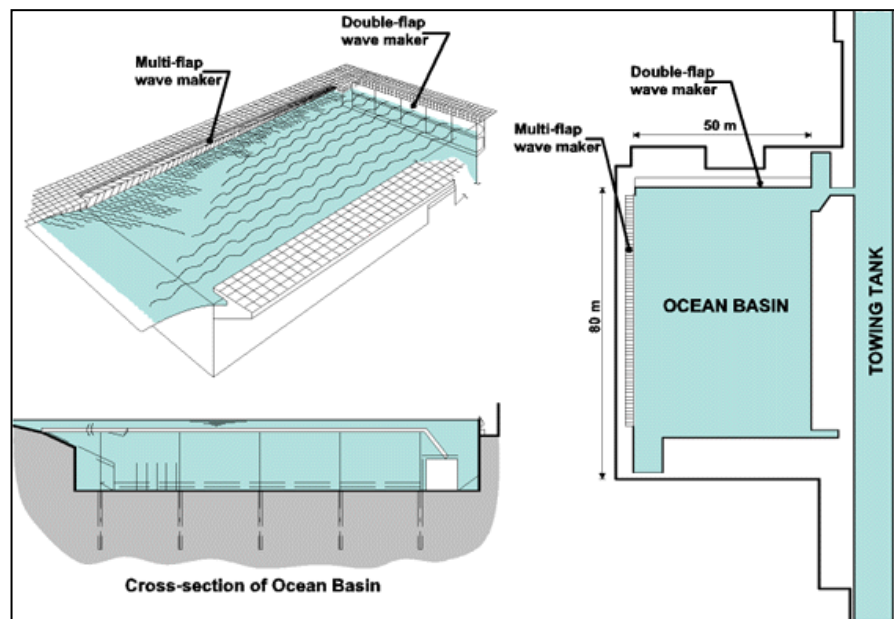 Double-flap
wave maker
Multi-flap
wave maker
Double-flap
wave maker
50 m
Multi-flap
wave maker
80 m
OCEAN BASIN
TOWING TANK
Cross-section of Ocean Basin